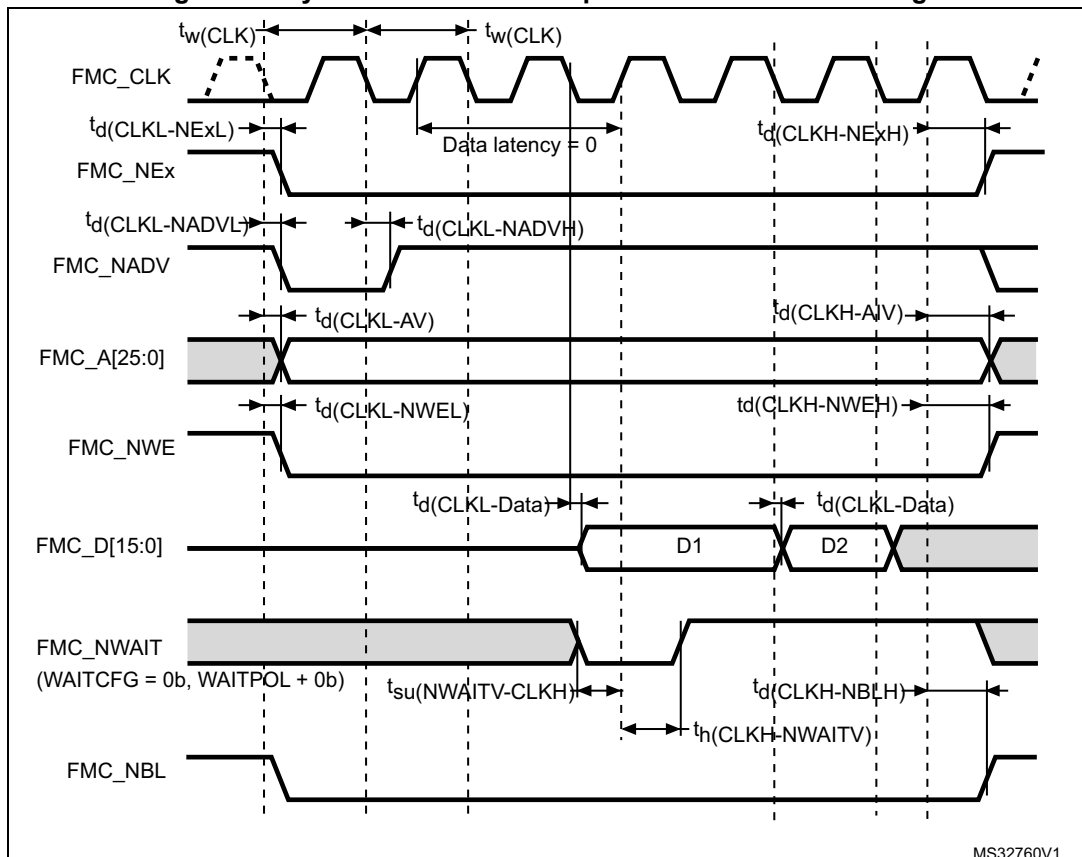 tw(CLK) tw(CLK)
FMC_CLK
td(CLKL-NExL) Data latency = 0 td(CLKH-NExH)
FMC_NEx
td(CLKL-NADVL) td(CLKL-NADVH)
FMC_NADV
td(CLKL-AV) td(CLKH-AIV)
FMC_A[25:0]
td(CLKL-NWEL) td(CLKH-NWEH)
FMC_NWE
td(CLKL-Data) td(CLKL-Data)
FMC_D[15:0] D1 D2
FMC_NWAIT
(WAITCFG = 0b, WAITPOL + 0b)
tsu(NWAITV-CLKH) td(CLKH-NBLH)
th(CLKH-NWAITV)
FMC_NBL
MS32760V1